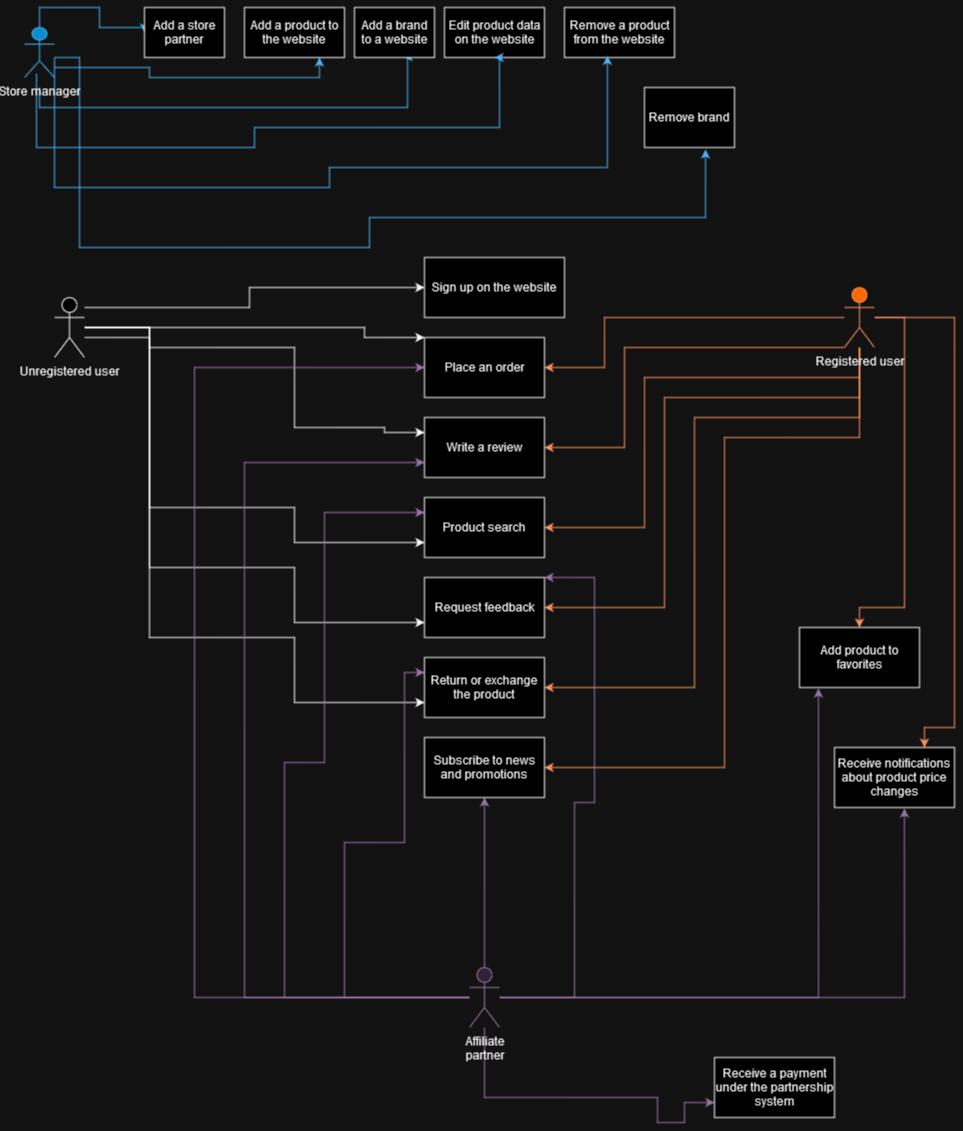 Add a store
partner
Add a product to
the website
Add a brand
to a website
Edit product data
on the website
Remove a product
from the website
Store manager
Remove brand
Sign up on the website
Unregistered user
Registered user
Place an order
Write a review
Product search
Request feedback
Add product to
favorites
Return or exchange
the product
Subscribe to news
and promotions
Receive notifications
about product price
changes
Affiliate
partner
Receive a payment
under the partnership
system